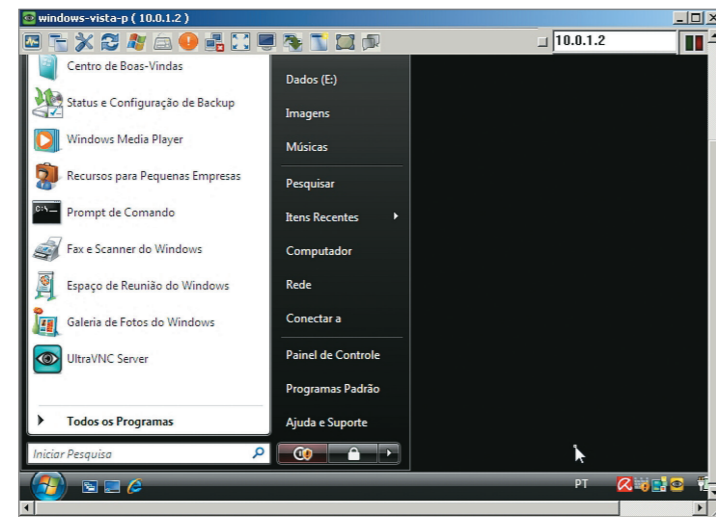 windows-vista-p ( 10.0.1.2 )
10.0.1.2
Centro de Boas-Vindas
Status e Configuração de Backup
Windows Media Player
Recursos para Pequenas Empresas
Prompt de Comando
Fax e Scanner do Windows
Espaço de Reunião do Windows
Galeria de Fotos do Windows
UltraVNC Server
Todos os Programas
Iniciar Pesquisa
Dados (E:)
Imagens
Músicas
Pesquisar
Itens Recentes
Computador
Rede
Conectar a
Painel de Controle
Programas Padrão
Ajuda e Suporte
PT